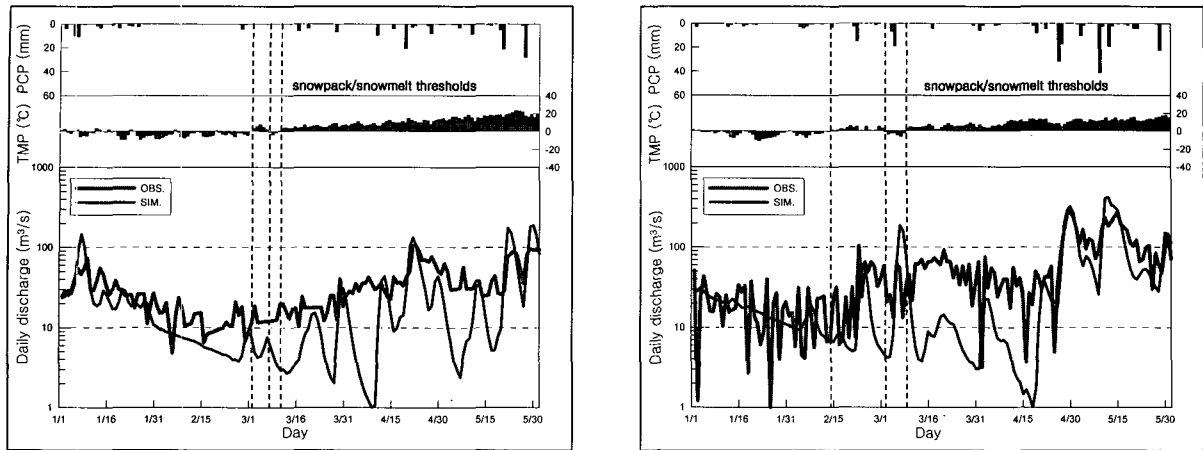 PCP (mm)
0
20
40
60
snowpack/snowmelt thresholds
TMP (℃)
40
20
0
-20
-40
Daily discharge (m³/s)
1000
100
10
1
OBS.
SIM.
1/1 1/16 1/31 2/15 3/1 3/16 3/31 4/15 4/30 5/15 5/30
Day
PCP (mm)
0
20
40
60
snowpack/snowmelt thresholds
TMP (℃)
40
20
0
-20
-40
Daily discharge (m³/s)
1000
100
10
1
OBS.
SIM.
1/1 1/16 1/31 2/15 3/1 3/16 3/31 4/15 4/30 5/15 5/30
Day